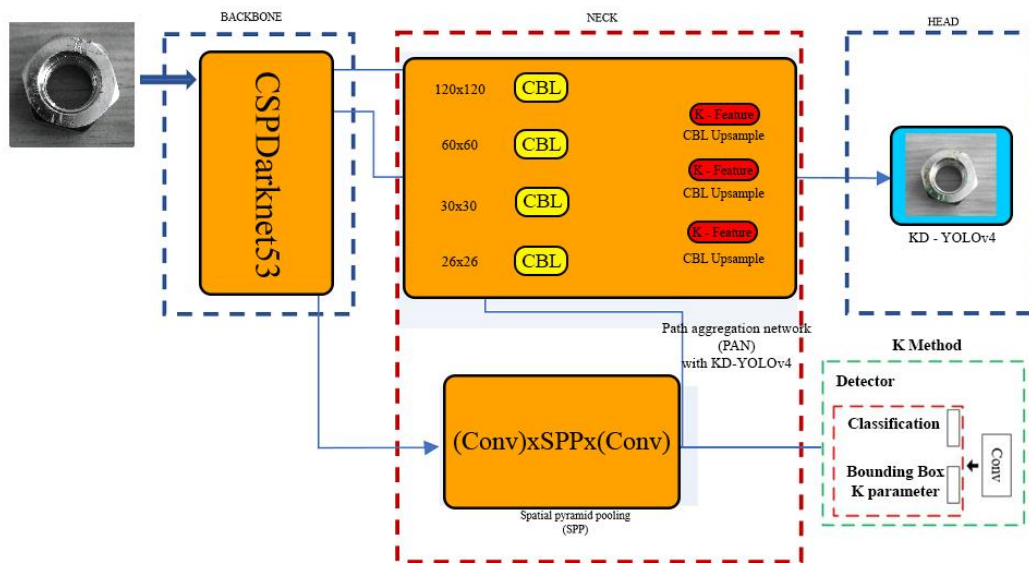 BACKBONE
NECK
HEAD
CSPDarknet53
120x120
CBL
K - Feature
CBL Upsample
60x60
CBL
K - Feature
CBL Upsample
30x30
CBL
K - Feature
CBL Upsample
26x26
CBL
KD - YOLOv4
Path aggregation network
(PAN)
with KD-YOLOv4
(Conv)xSPPx(Conv)
Spatial pyramid pooling
(SPP)
K Method
Detector
Classification
Bounding Box
K parameter
Conv